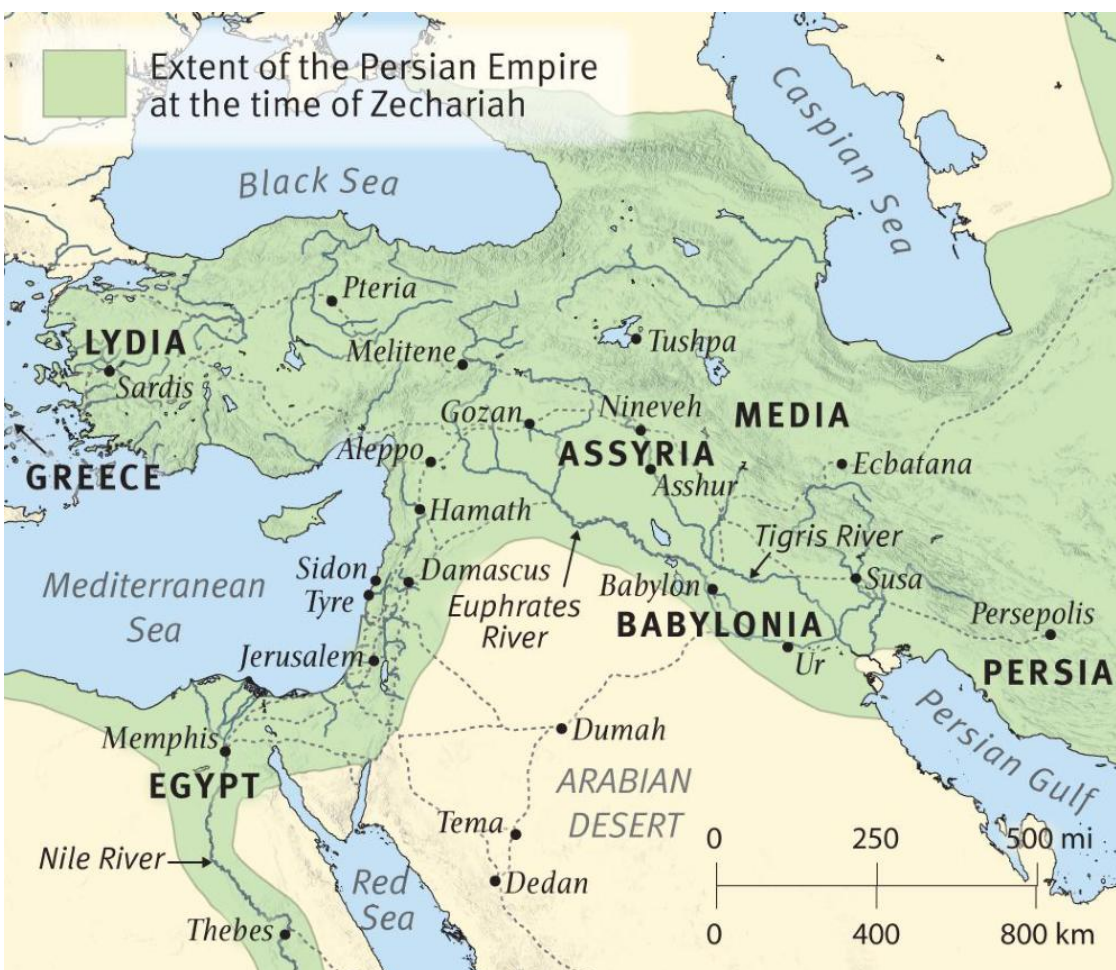 Extent of the Persian Empire
at the time of Zechariah
Caspian Sea
Black Sea
Pteria
LYDIA
Sardis
Melitene
Tushpa
Gozan
Nineveh
MEDIA
GREECE
Aleppo
ASSYRIA
Asshur
Ecbatana
Hamath
Tigris River
Mediterranean
Sea
Sidon
Tyre
Damascus
Euphrates
River
Babylon
BABYLONIA
Susa
Persepolis
Jerusalem
Ur
PERSIA
Memphis
EGYPT
Dumah
Persian Gulf
ARABIAN
DESERT
Tema
Nile River
Red
Sea
Dedan
Thebes
0 250 500 mi
0 400 800 km